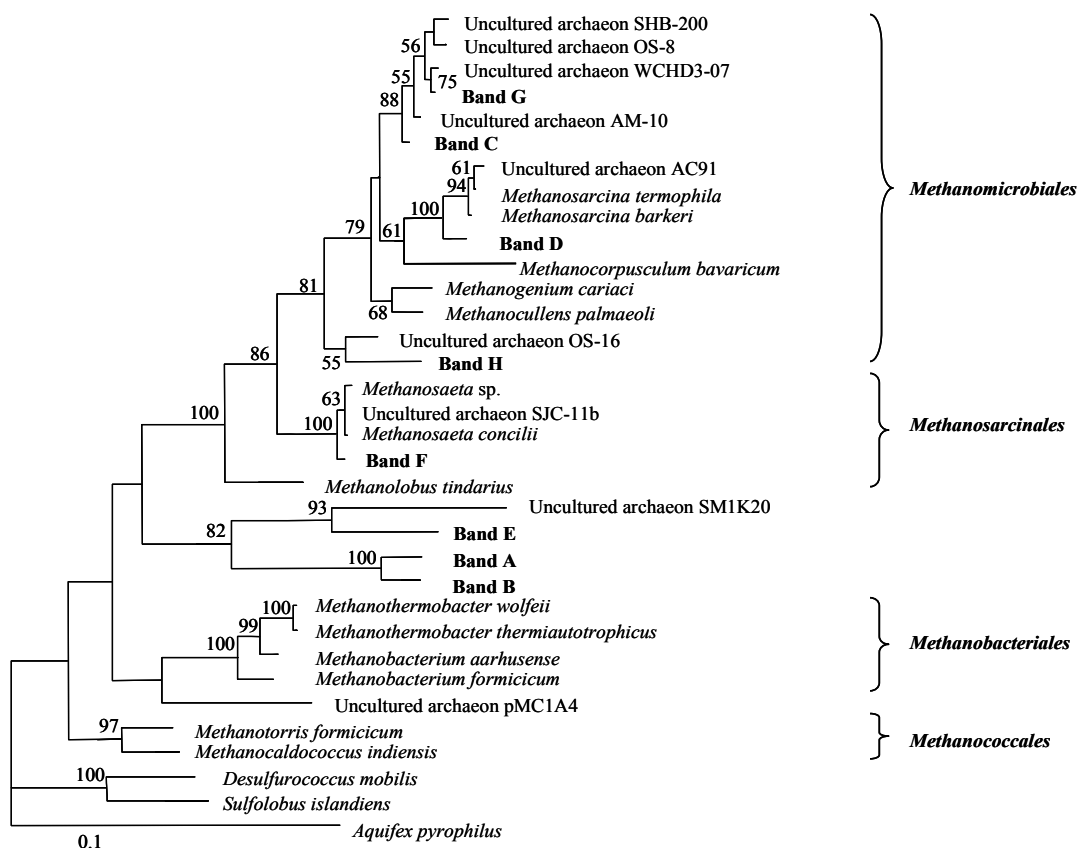 Uncultured archaeon SHB-200
56
Uncultured archaeon OS-8
Uncultured archaeon WCHD3-07
55
75
88
Band G
Uncultured archaeon AM-10
Band C
61
Uncultured archaeon AC91
94
Methanosarcina termophila
Methanomicrobiales
100
Methanosarcina barkeri
79
61
Band D
Methanocorpusculum bavaricum
81
Methanogenium cariaci
68
Methanocullens palmaeoli
Uncultured archaeon OS-16
86
55
Band H
Methanosaeta sp.
63
100
Uncultured archaeon SJC-11b
100
Methanosaeta concilii
Methanosarcinales
Band F
Methanolobus tindarius
93
Uncultured archaeon SM1K20
82
Band E
100
Band A
Band B
100
Methanothermobacter wolfeii
99
Methanothermobacter thermiautotrophicus
100
Methanobacteriales
Methanobacterium aarhusense
Methanobacterium formicicum
Uncultured archaeon pMC1A4
97
Methanotorris formicicum
Methanococcales
Methanocaldococcus indiensis
100
Desulfurococcus mobilis
Sulfolobus islandiens
Aquifex pyrophilus
0,1